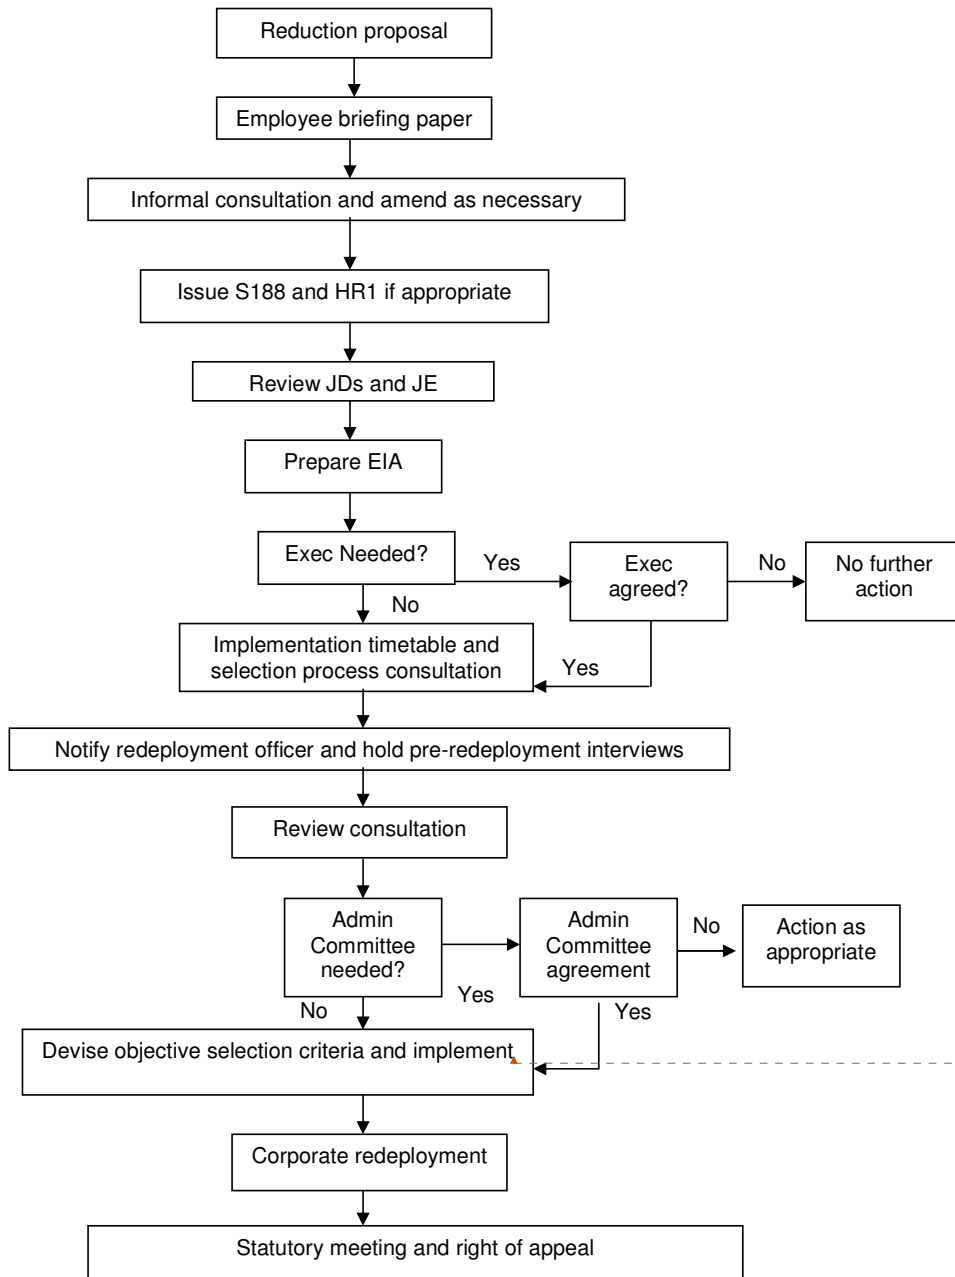 Reduction proposal
Employee briefing paper
Informal consultation and amend as necessary
Issue S188 and HR1 if appropriate
Review JDs and JE
Prepare EIA
Exec Needed?
Yes
Exec
agreed?
No
No further
action
No
Implementation timetable and
selection process consultation
Yes
Notify redeployment officer and hold pre-redeployment interviews
Review consultation
Admin
Committee
needed?
Yes
Admin
Committee
agreement
No
Action as
appropriate
No
Yes
Devise objective selection criteria and implement
Corporate redeployment
Statutory meeting and right of appeal